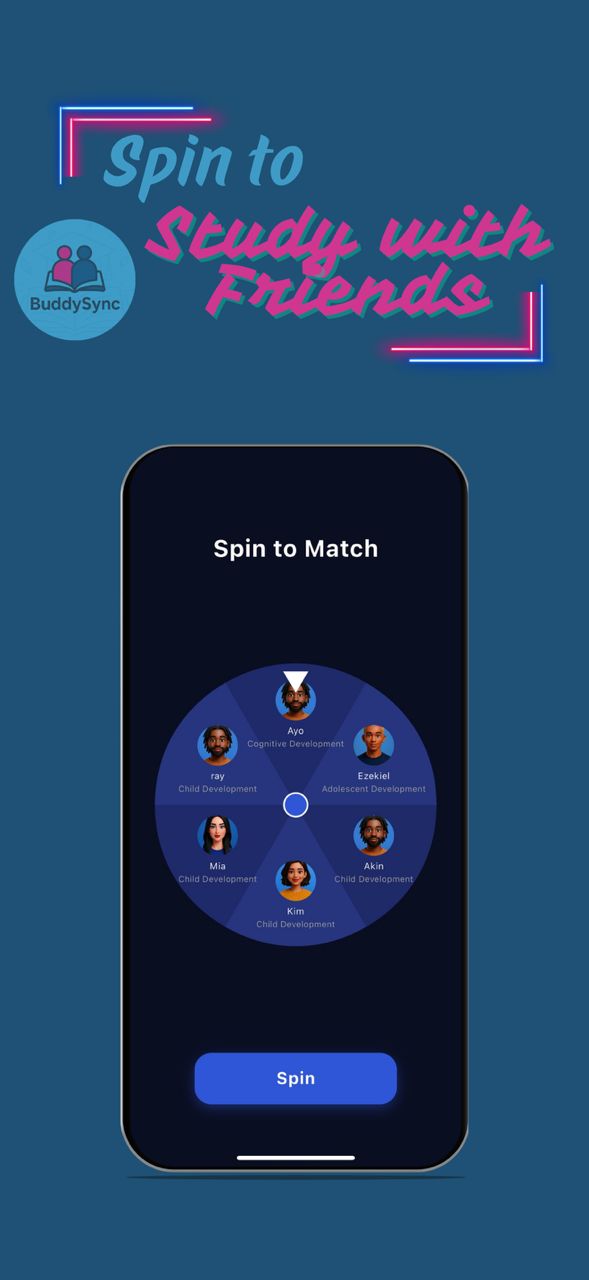 Spin to
Study with
Friends
BuddySync
Spin to Match
Ayo
Cognitive Development
ray
Child Development
Ezekiel
Adolescent Development
Mia
Child Development
Akin
Child Development
Kim
Child Development
Spin